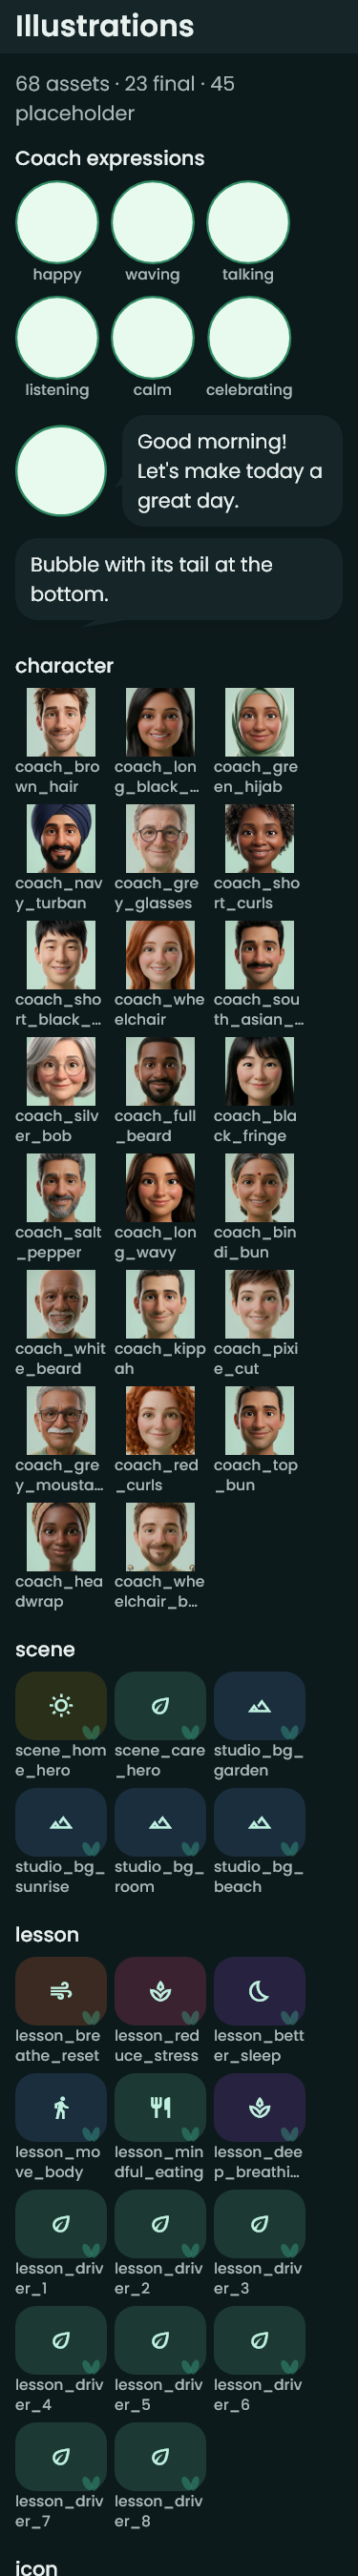 Illustrations
68 assets · 23 final · 45
placeholder
Coach expressions
happy
waving
talking
listening
calm
celebrating
Good morning!
Let's make today a
great day.
Bubble with its tail at the
bottom.
character
coach_bro
wn_hair
coach_lon
g_black_…
coach_gre
en_hijab
coach_nav
y_turban
coach_gre
y_glasses
coach_sho
rt_curls
coach_sho
rt_black_…
coach_whe
elchair
coach_sou
th_asian_…
coach_silv
er_bob
coach_full
_beard
coach_bla
ck_fringe
coach_salt
_pepper
coach_lon
g_wavy
coach_bin
di_bun
coach_whit
e_beard
coach_kipp
ah
coach_pixi
e_cut
coach_gre
y_mousta…
coach_red
_curls
coach_top
_bun
coach_hea
dwrap
coach_whe
elchair_b…
scene
scene_hom
e_hero
scene_care
_hero
studio_bg_
garden
studio_bg_
sunrise
studio_bg_
room
studio_bg_
beach
lesson
lesson_bre
athe_reset
lesson_red
uce_stress
lesson_bett
er_sleep
lesson_mo
ve_body
lesson_min
dful_eating
lesson_dee
p_breathi…
lesson_driv
er_1
lesson_driv
er_2
lesson_driv
er_3
lesson_driv
er_4
lesson_driv
er_5
lesson_driv
er_6
lesson_driv
er_7
lesson_driv
er_8
icon